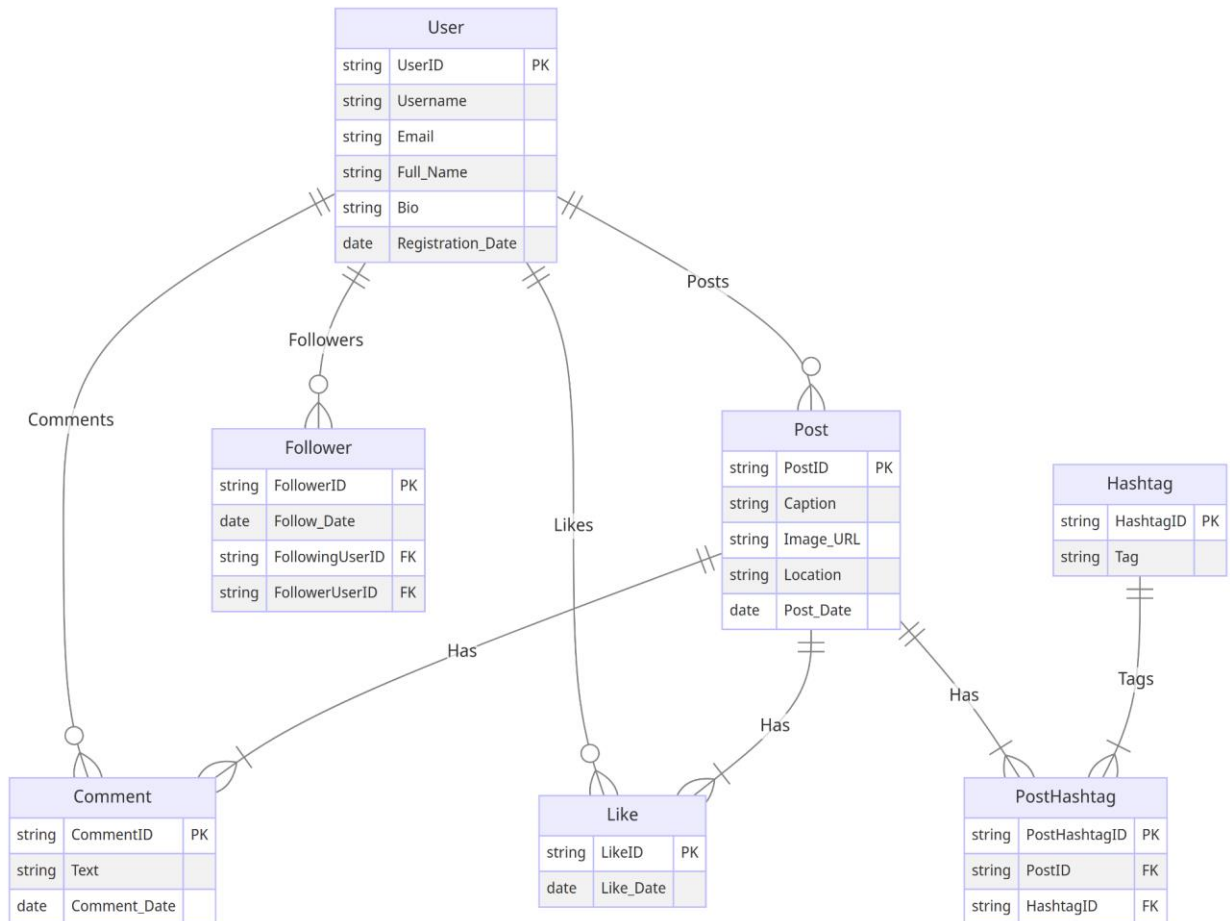 User
string UserID PK
string Username
string Email
string Full_Name
string Bio
date Registration_Date
Posts
Followers
Comments
Likes
Follower
string FollowerID PK
date Follow_Date
string FollowingUserID FK
string FollowerUserID FK
Post
string PostID PK
string Caption
string Image_URL
string Location
date Post_Date
Hashtag
string HashtagID PK
string Tag
Has
Has
Has
Tags
Comment
string CommentID PK
string Text
date Comment_Date
Like
string LikeID PK
date Like_Date
PostHashtag
string PostHashtagID PK
string PostID FK
string HashtagID FK